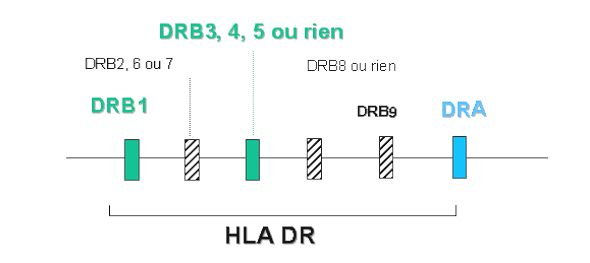 DRB3, 4, 5 ou rien
DRB2, 6 ou 7
DRB8 ou rien
DRB1
DRB9
DRA
HLA DR